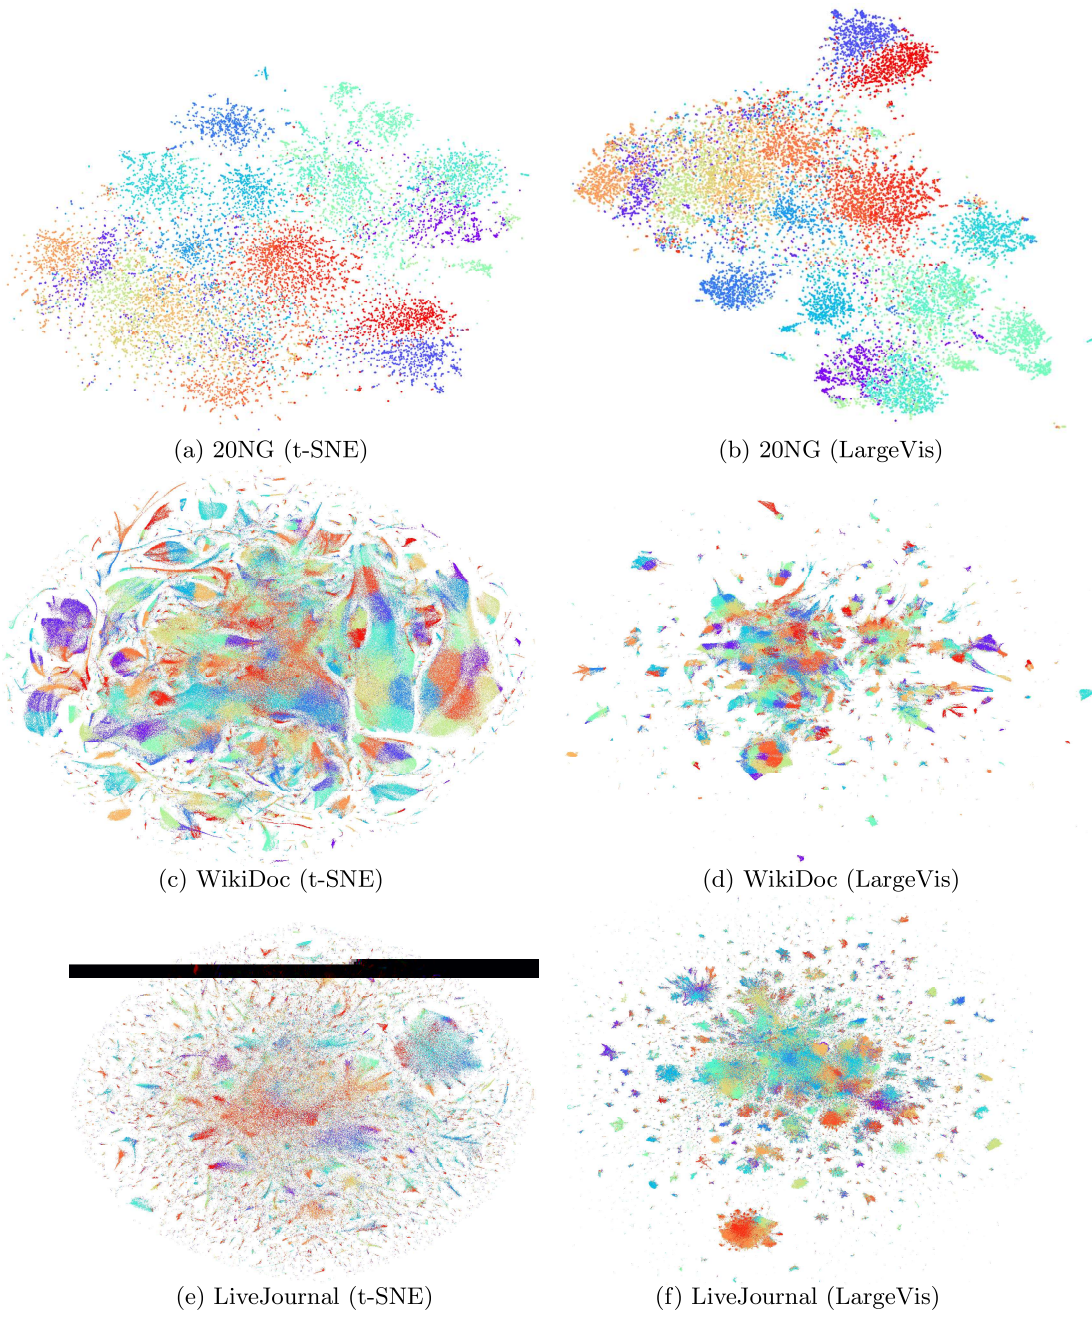 (a) 20NG (t-SNE)
(b) 20NG (LargeVis)
(c) WikiDoc (t-SNE)
(d) WikiDoc (LargeVis)
(e) LiveJournal (t-SNE)
(f) LiveJournal (LargeVis)